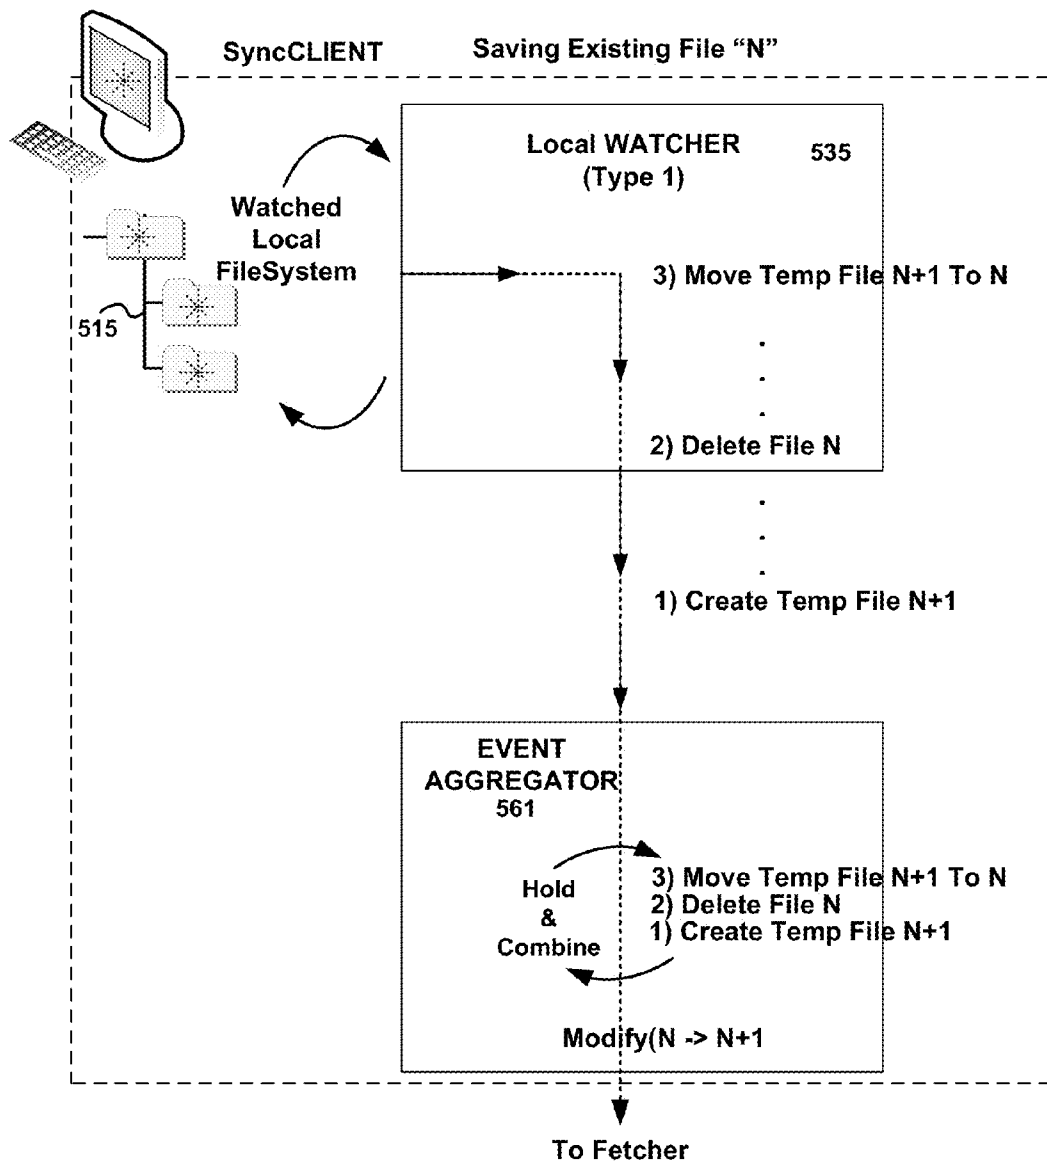 SyncCLIENT
Saving Existing File “N”
Local WATCHER
(Type 1)
535
Watched
Local
FileSystem
515
3) Move Temp File N+1 To N
2) Delete File N
1) Create Temp File N+1
EVENT
AGGREGATOR
561
Hold
&
Combine
3) Move Temp File N+1 To N
2) Delete File N
1) Create Temp File N+1
Modify(N -> N+1
To Fetcher